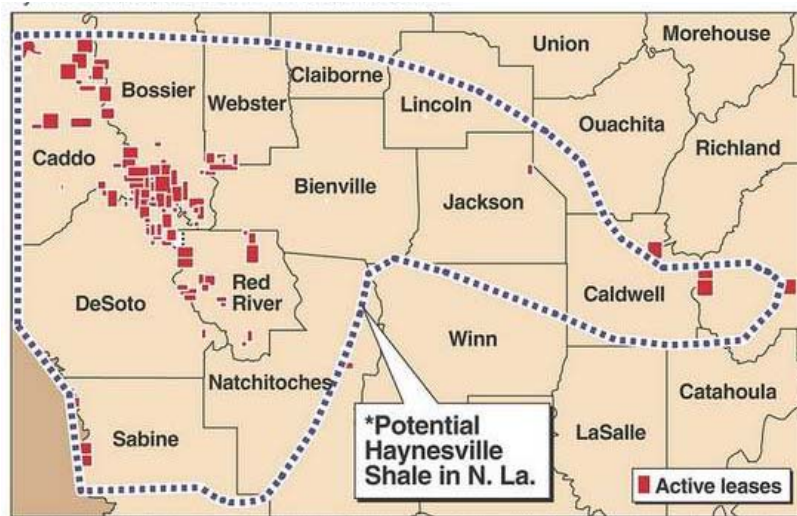 Union
Morehouse
Claiborne
Bossier
Webster
Lincoln
Ouachita
Richland
Caddo
Bienville
Jackson
DeSoto
Red
River
Caldwell
Winn
Natchitoches
Catahoula
*Potential
Haynesville
Shale in N. La.
Sabine
LaSalle
Active leases